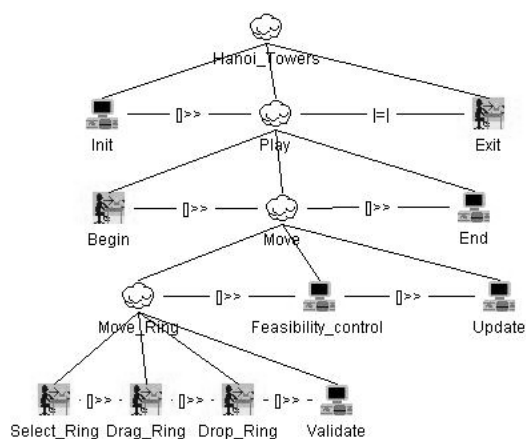 Hanoi_Towers
[]>> |=|
Init Play Exit
[]>> []>>
Begin Move End
[]>> []>>
Move_Ring Feasibility_control Update
[]>> []>> []>>
Select_Ring Drag_Ring Drop_Ring Validate